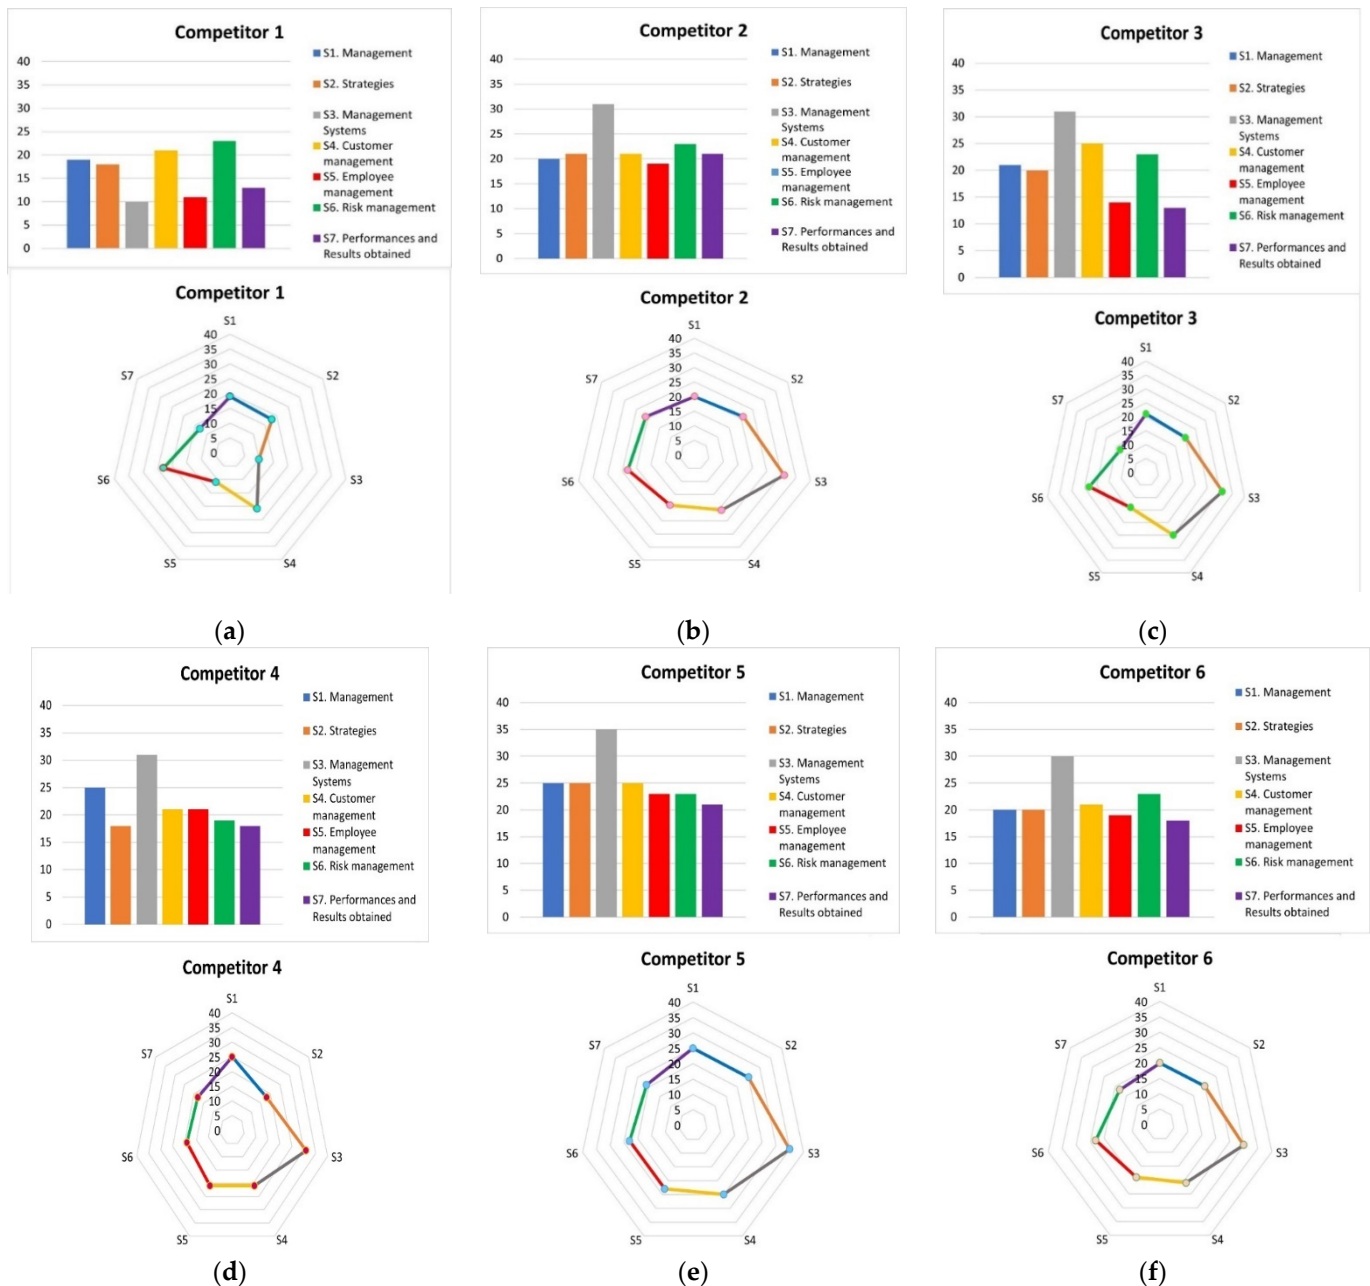 Competitor 1
40
35
30
25
20
15
10
5
0
S1. Management
S2. Strategies
S3. Management
Systems
S4. Customer
management
S5. Employee
management
S6. Risk management
S7. Performances and
Results obtained
Competitor 1
S1
S2
S3
S4
S5
S6
S7
40
35
30
25
20
15
10
5
0
(a)
Competitor 2
40
35
30
25
20
15
10
5
0
S1. Management
S2. Strategies
S3. Management
Systems
S4. Customer
management
S5. Employee
management
S6. Risk management
S7. Performances and
Results obtained
Competitor 2
S1
S2
S3
S4
S5
S6
S7
40
35
30
25
20
15
10
5
0
(b)
Competitor 3
40
35
30
25
20
15
10
5
0
S1. Management
S2. Strategies
S3. Management
Systems
S4. Customer
management
S5. Employee
management
S6. Risk management
S7. Performances and
Results obtained
Competitor 3
S1
S2
S3
S4
S5
S6
S7
40
35
30
25
20
15
10
5
0
(c)
Competitor 4
40
35
30
25
20
15
10
5
0
S1. Management
S2. Strategies
S3. Management
Systems
S4. Customer
management
S5. Employee
management
S6. Risk management
S7. Performances and
Results obtained
Competitor 4
S1
S2
S3
S4
S5
S6
S7
40
35
30
25
20
15
10
5
0
(d)
Competitor 5
40
35
30
25
20
15
10
5
0
S1. Management
S2. Strategies
S3. Management
Systems
S4. Customer
management
S5. Employee
management
S6. Risk management
S7. Performances and
Results obtained
Competitor 5
S1
S2
S3
S4
S5
S6
S7
40
35
30
25
20
15
10
5
0
(e)
Competitor 6
40
35
30
25
20
15
10
5
0
S1. Management
S2. Strategies
S3. Management
Systems
S4. Customer
management
S5. Employee
management
S6. Risk management
S7. Performances and
Results obtained
Competitor 6
S1
S2
S3
S4
S5
S6
S7
40
35
30
25
20
15
10
5
0
(f)